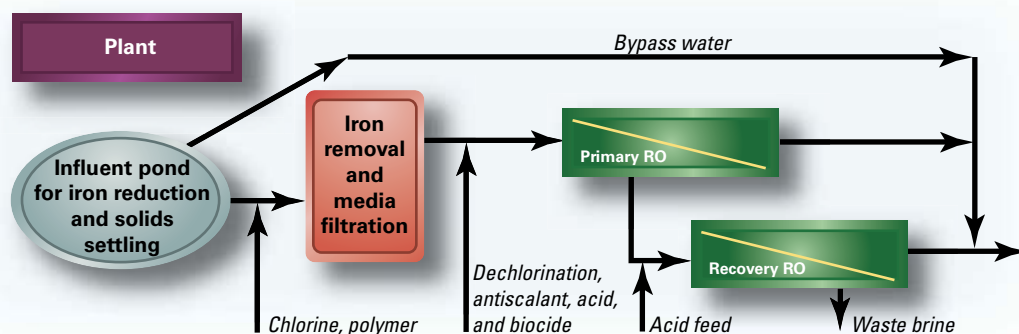 Plant
Bypass water
Influent pond
for iron reduction
and solids
settling
Iron
removal
and
media
filtration
Primary RO
Recovery RO
Chlorine, polymer
Dechlorination,
antiscalant, acid,
and biocide
Acid feed
Waste brine